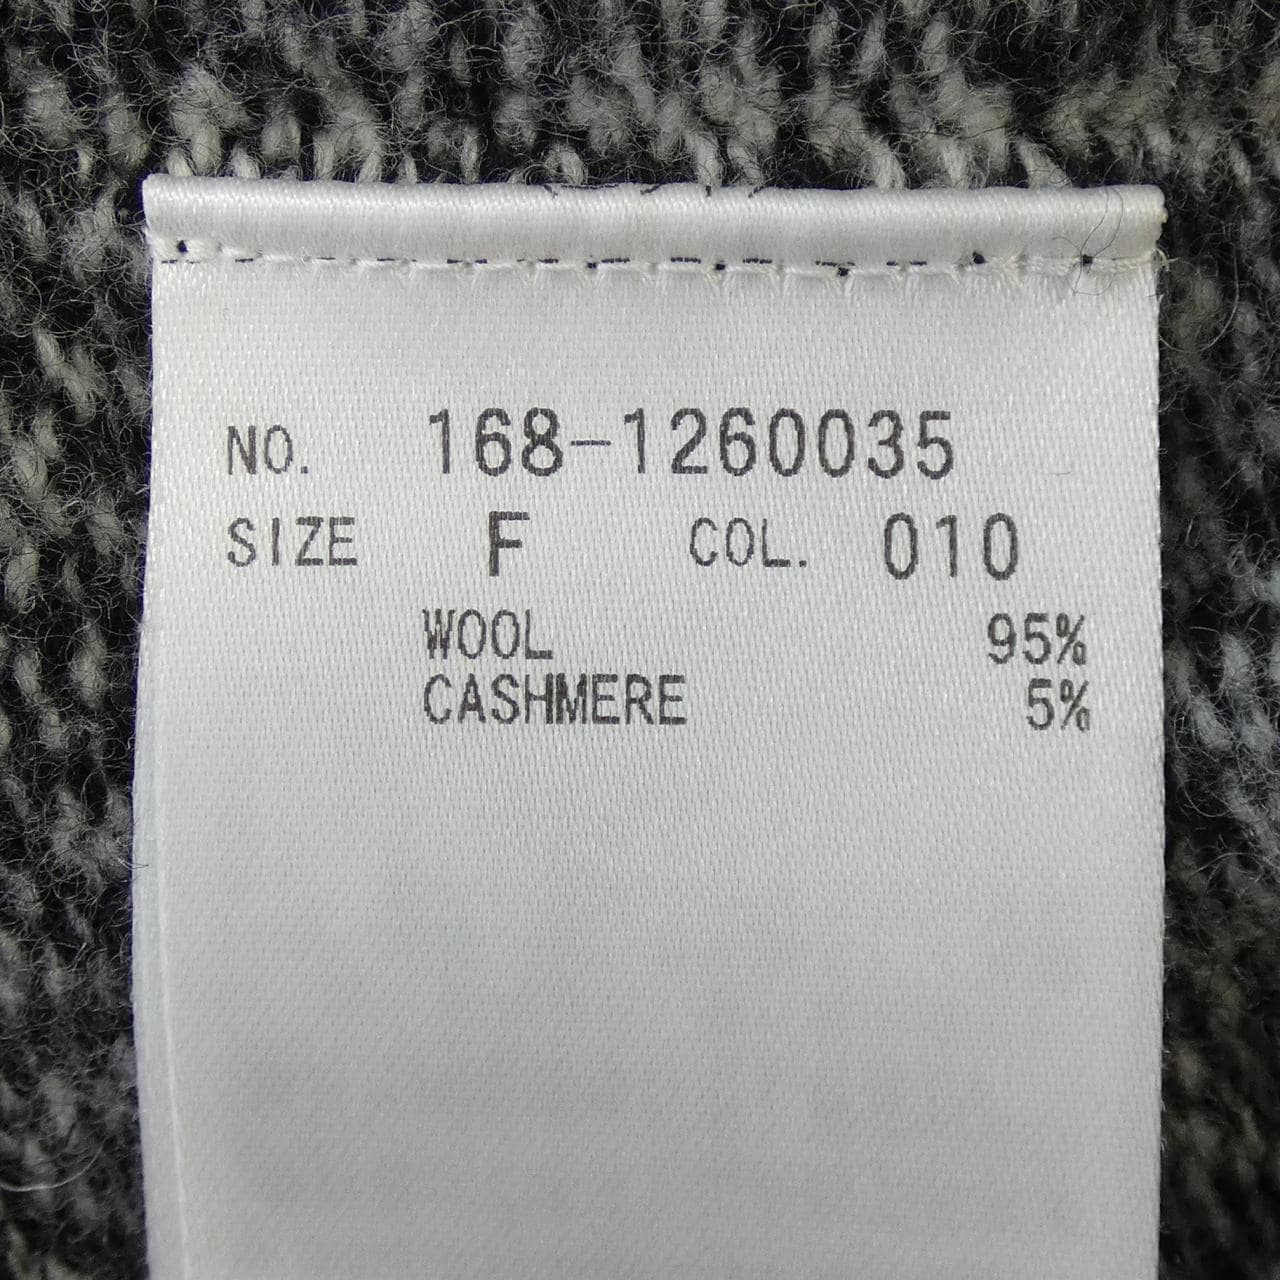 NO. 168-1260035
SIZE F COL. 010
WOOL 95%
CASHMERE 5%